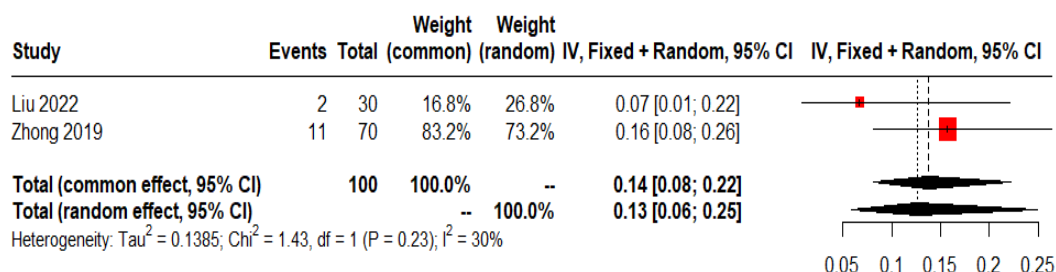 Weight Weight
Study Events Total (common) (random) IV, Fixed + Random, 95% CI IV, Fixed + Random, 95% CI
Liu 2022 2 30 16.8% 26.8% 0.07 [0.01; 0.22]
Zhong 2019 11 70 83.2% 73.2% 0.16 [0.08; 0.26]
Total (common effect, 95% CI) 100 100.0% -- 0.14 [0.08; 0.22]
Total (random effect, 95% CI) -- 100.0% 0.13 [0.06; 0.25]
Heterogeneity: Tau² = 0.1385; Chi² = 1.43, df = 1 (P = 0.23); I² = 30%
0.05 0.1 0.15 0.2 0.25